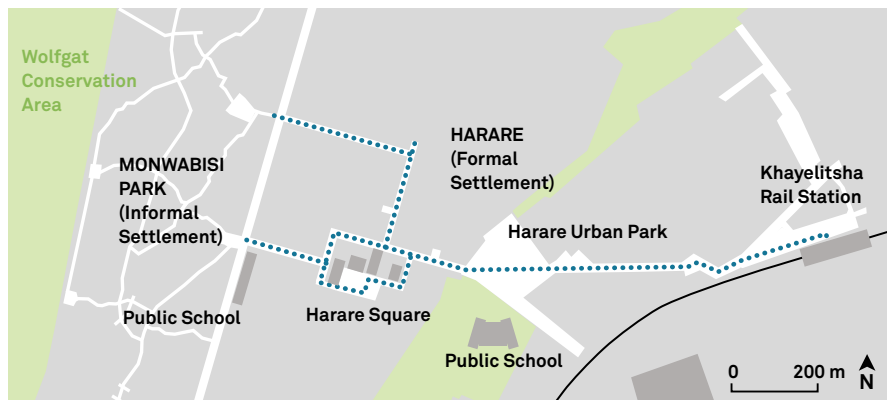 Wolfgat
Conservation
Area
MONWABISI
PARK
(Informal
Settlement)
HARARE
(Formal
Settlement)
Khayelitsha
Rail Station
Harare Urban Park
Public School
Harare Square
Public School
0 200 m
N